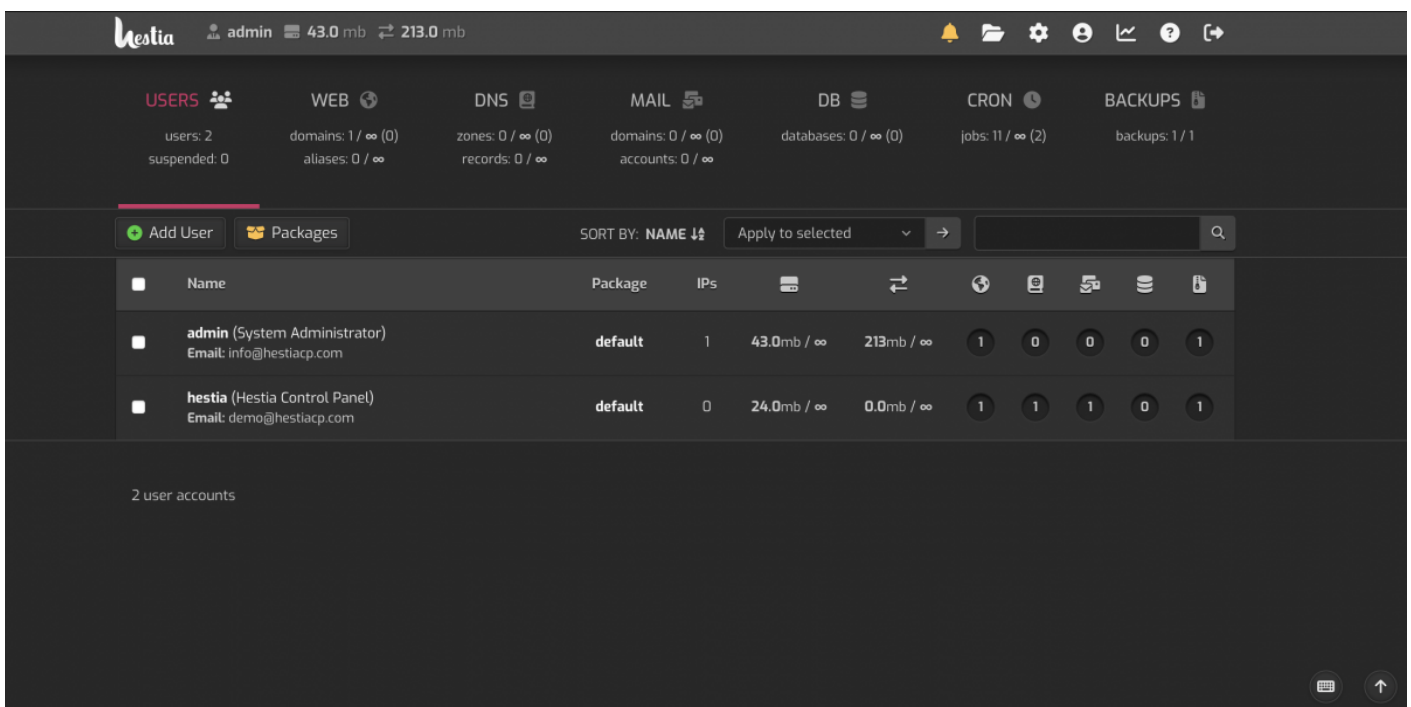 hestia admin 43.0 mb 213.0 mb
USERS WEB DNS MAIL DB CRON BACKUPS
users: 2 domains: 1 / ∞ (0) zones: 0 / ∞ (0) domains: 0 / ∞ (0) databases: 0 / ∞ (0) jobs: 11 / ∞ (2) backups: 1 / 1
suspended: 0 aliases: 0 / ∞ records: 0 / ∞ accounts: 0 / ∞
Add User Packages SORT BY: NAME Apply to selected
Name Package IPs
admin (System Administrator) default 1 43.0mb / ∞ 213mb / ∞ 1 0 0 0 1
Email: info@hestiacp.com
hestia (Hestia Control Panel) default 0 24.0mb / ∞ 0.0mb / ∞ 1 1 1 0 1
Email: demo@hestiacp.com
2 user accounts